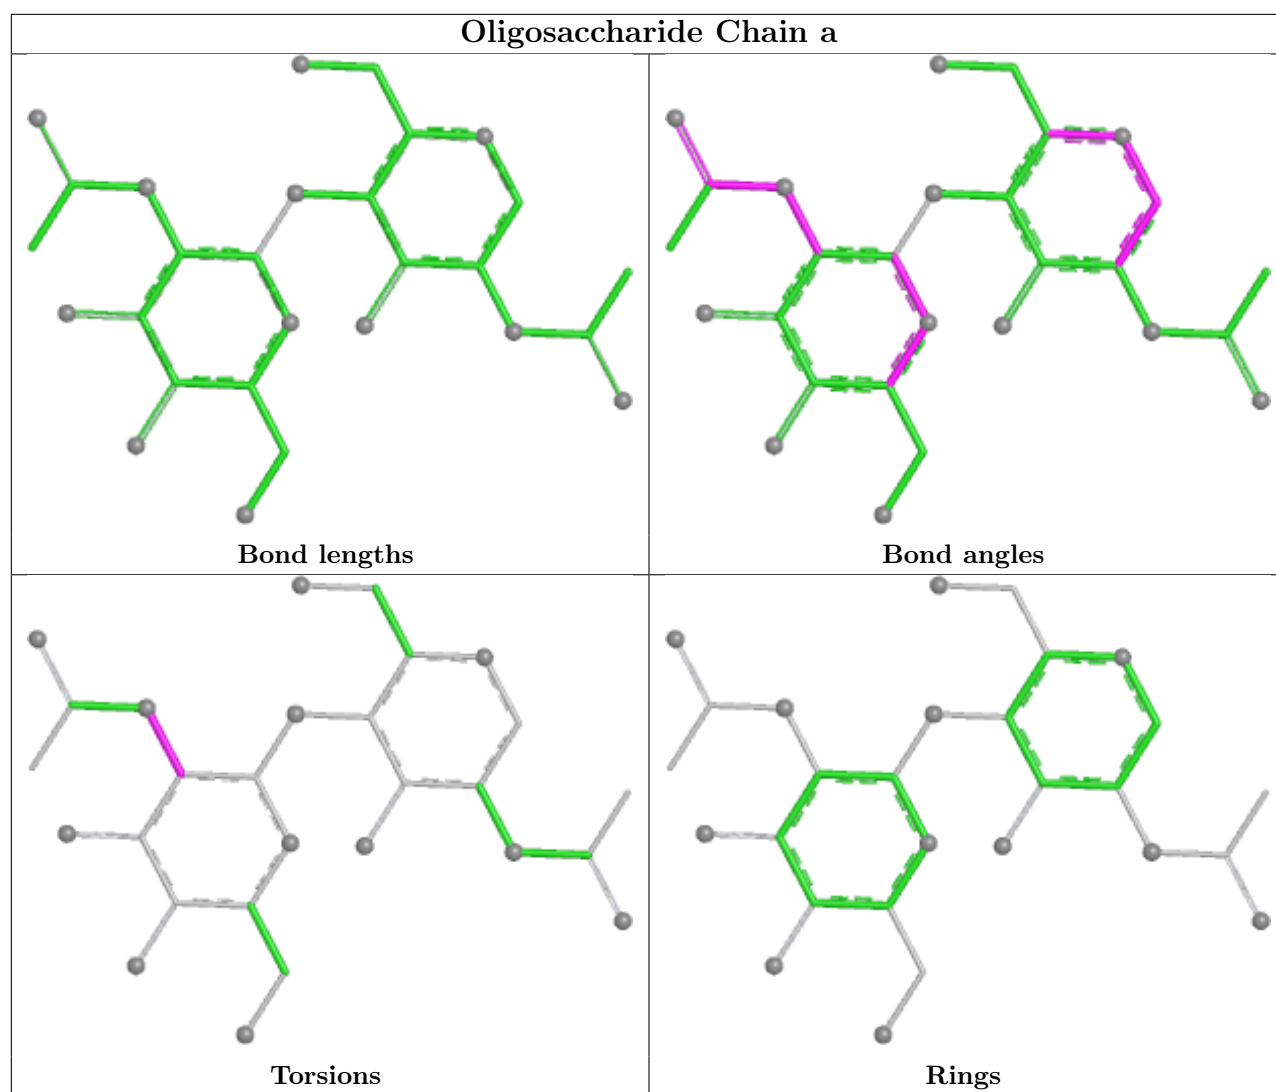 Oligosaccharide Chain a
Bond lengths
Bond angles
Torsions
Rings